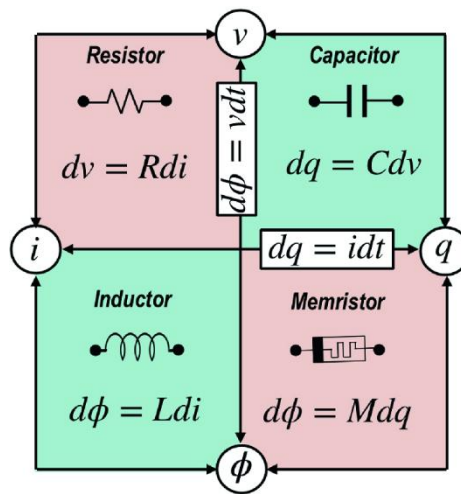 v
Resistor
Capacitor
dv = Rdi
dϕ = vdt
dq = Cdv
i
dq = idt
q
Inductor
Memristor
dϕ = Ldi
dϕ = Mdq
ϕ